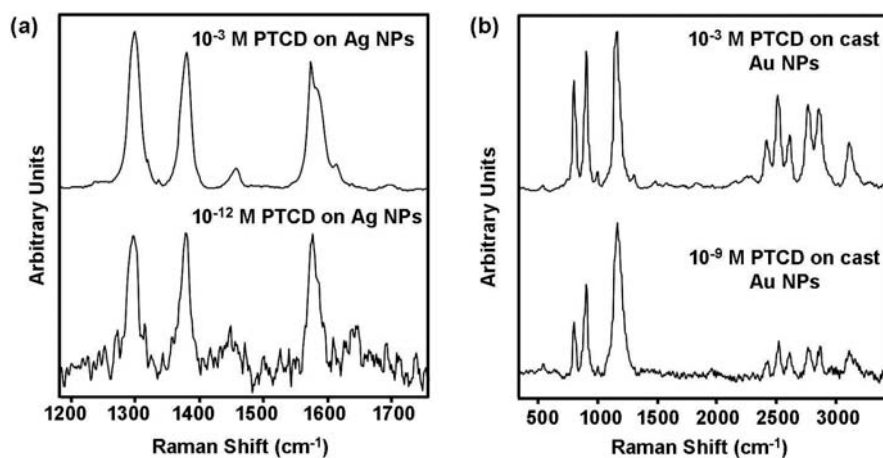 (a)
10⁻³ M PTCD on Ag NPs
10⁻¹² M PTCD on Ag NPs
Arbitrary Units
1200 1300 1400 1500 1600 1700
Raman Shift (cm⁻¹)
(b)
10⁻³ M PTCD on cast
Au NPs
10⁻⁹ M PTCD on cast
Au NPs
Arbitrary Units
500 1000 1500 2000 2500 3000
Raman Shift (cm⁻¹)